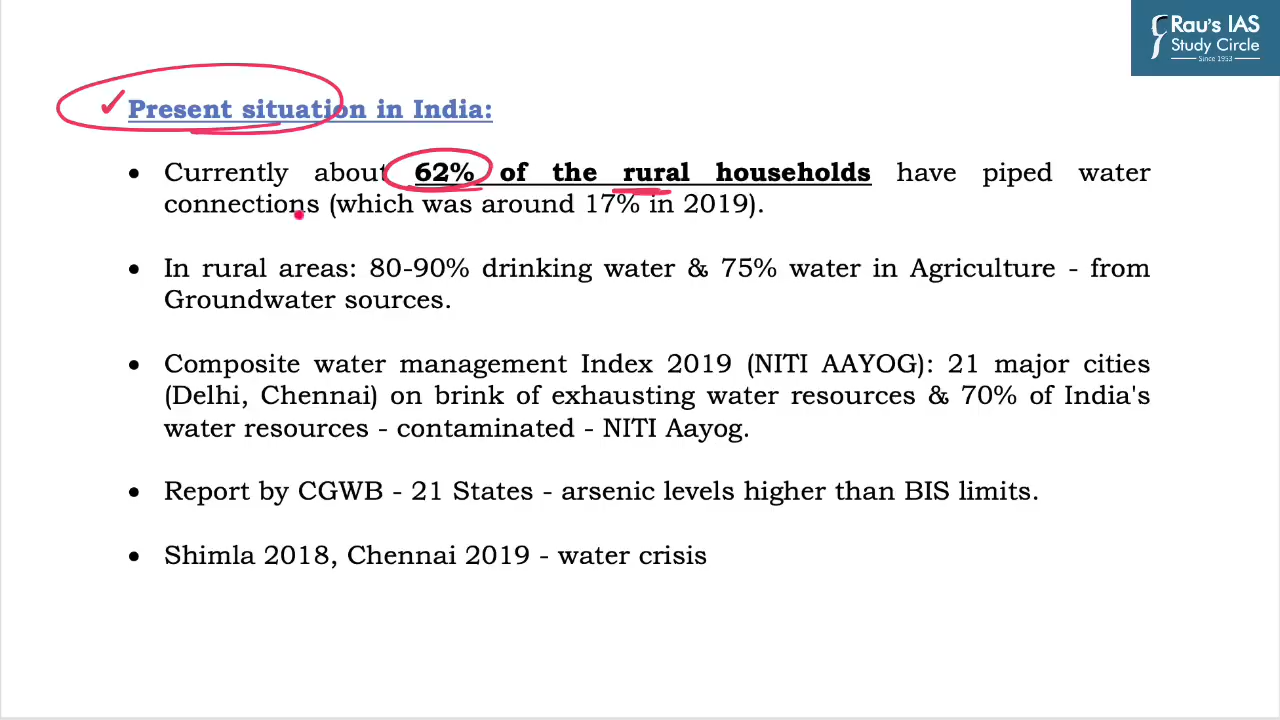 Rau's IAS
Study Circle
Since 1953
Present situation in India:
• Currently about 62% of the rural households have piped water
connections (which was around 17% in 2019).
• In rural areas: 80-90% drinking water & 75% water in Agriculture - from
Groundwater sources.
• Composite water management Index 2019 (NITI AAYOG): 21 major cities
(Delhi, Chennai) on brink of exhausting water resources & 70% of India's
water resources - contaminated - NITI Aayog.
• Report by CGWB - 21 States - arsenic levels higher than BIS limits.
• Shimla 2018, Chennai 2019 - water crisis